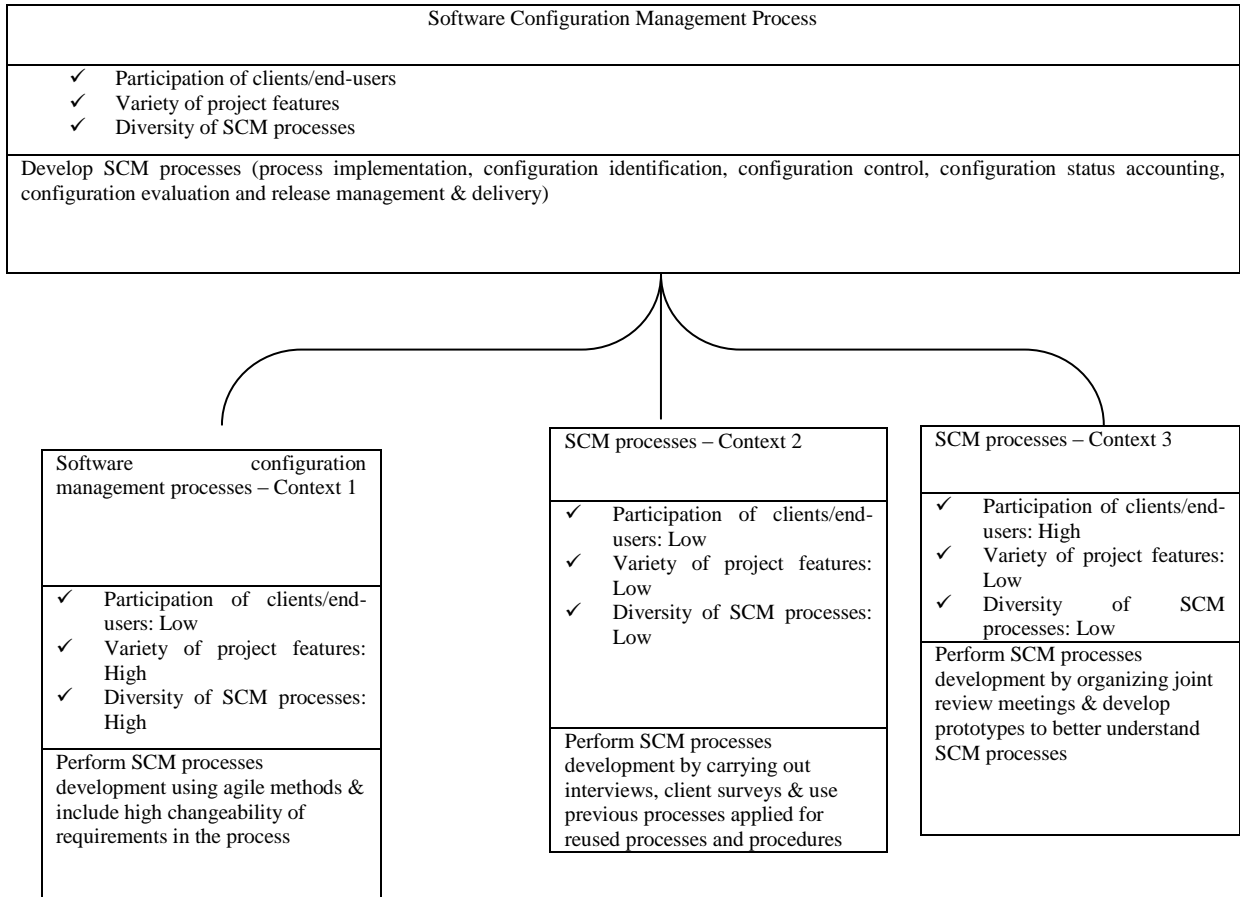 Software Configuration Management Process
✓ Participation of clients/end-users
✓ Variety of project features
✓ Diversity of SCM processes
Develop SCM processes (process implementation, configuration identification, configuration control, configuration status accounting,
configuration evaluation and release management & delivery)
Software configuration
management processes – Context 1
✓ Participation of clients/end-
users: Low
✓ Variety of project features:
High
✓ Diversity of SCM processes:
High
Perform SCM processes
development using agile methods &
include high changeability of
requirements in the process
SCM processes – Context 2
✓ Participation of clients/end-
users: Low
✓ Variety of project features:
Low
✓ Diversity of SCM processes:
Low
Perform SCM processes
development by carrying out
interviews, client surveys & use
previous processes applied for
reused processes and procedures
SCM processes – Context 3
✓ Participation of clients/end-
users: High
✓ Variety of project features:
Low
✓ Diversity of SCM
processes: Low
Perform SCM processes
development by organizing joint
review meetings & develop
prototypes to better understand
SCM processes